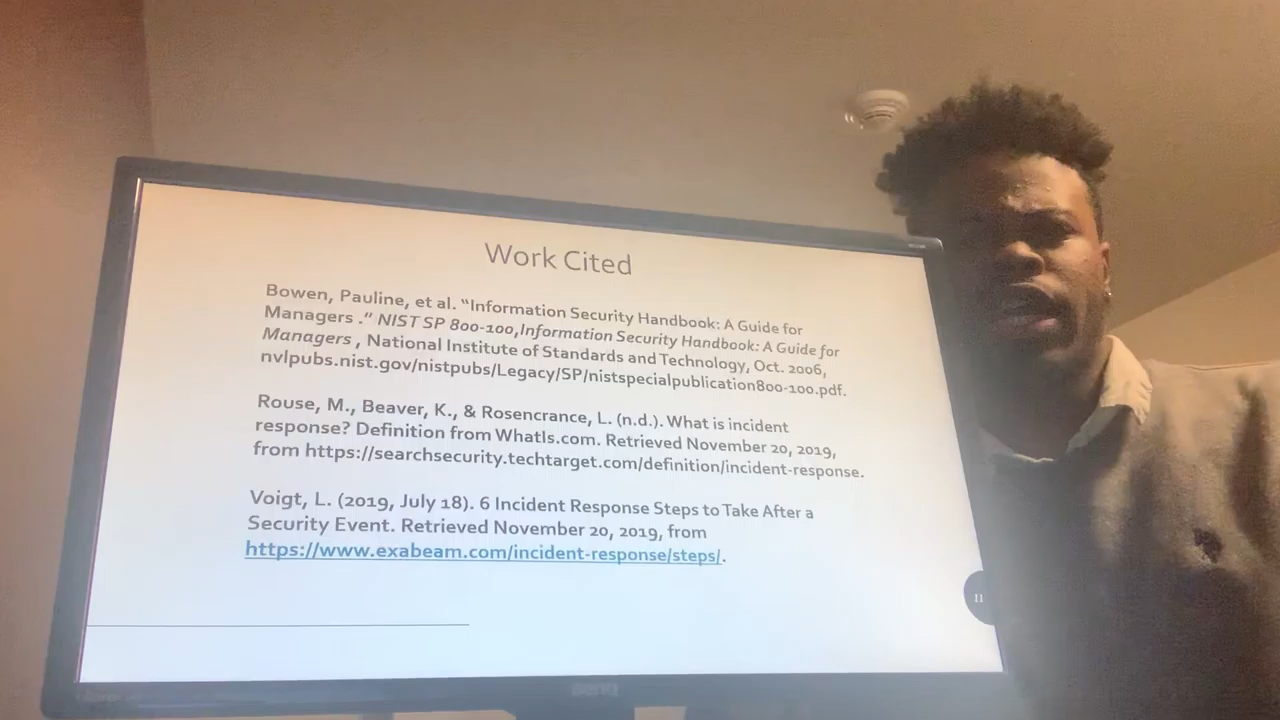 Work Cited
Bowen, Pauline, et al. “Information Security Handbook: A Guide for
Managers .” NIST SP 800-100,Information Security Handbook: A Guide for
Managers , National Institute of Standards and Technology, Oct. 2006,
nvlpubs.nist.gov/nistpubs/Legacy/SP/nistspecialpublication800-100.pdf.
Rouse, M., Beaver, K., & Rosencrance, L. (n.d.). What is incident
response? Definition from WhatIs.com. Retrieved November 20, 2019,
from https://searchsecurity.techtarget.com/definition/incident-response.
Voigt, L. (2019, July 18). 6 Incident Response Steps to Take After a
Security Event. Retrieved November 20, 2019, from
https://www.exabeam.com/incident-response/steps/.
11
BenQ